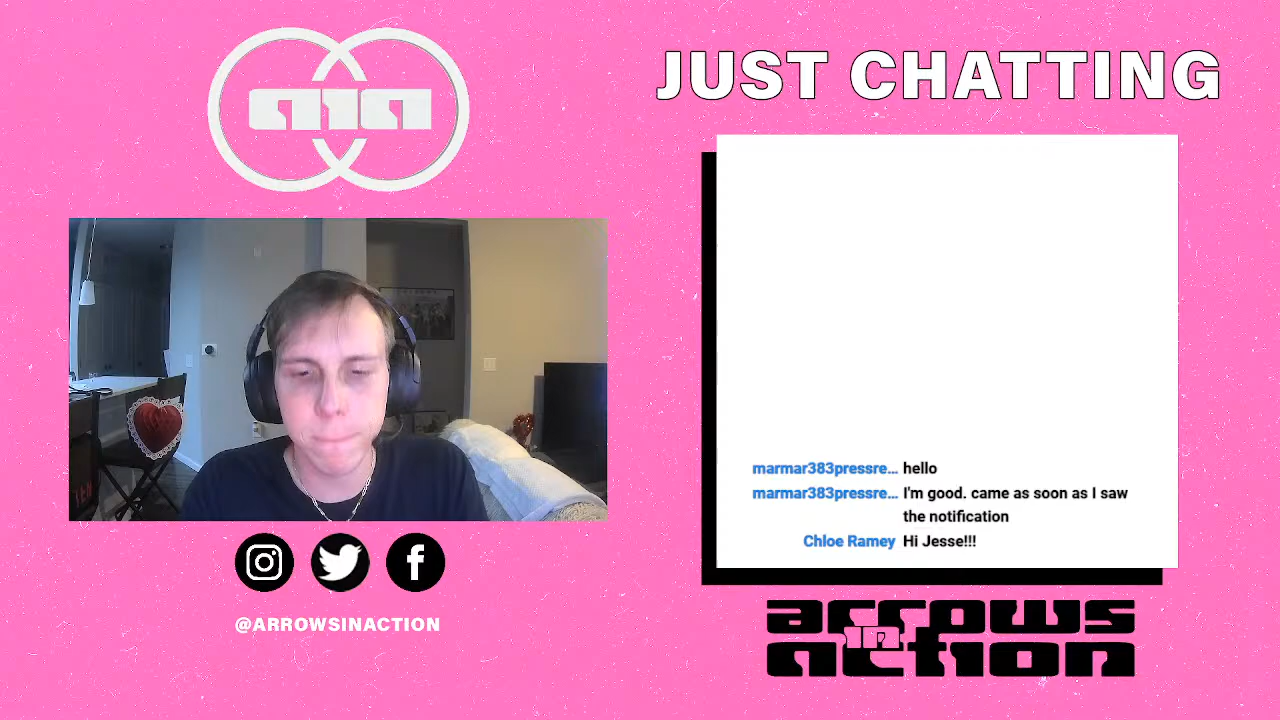 aia
JUST CHATTING
marmar383pressre... hello
marmar383pressre... I'm good. came as soon as I saw
the notification
Chloe Ramey Hi Jesse!!!
@ARROWSINACTION
arrows
in
action